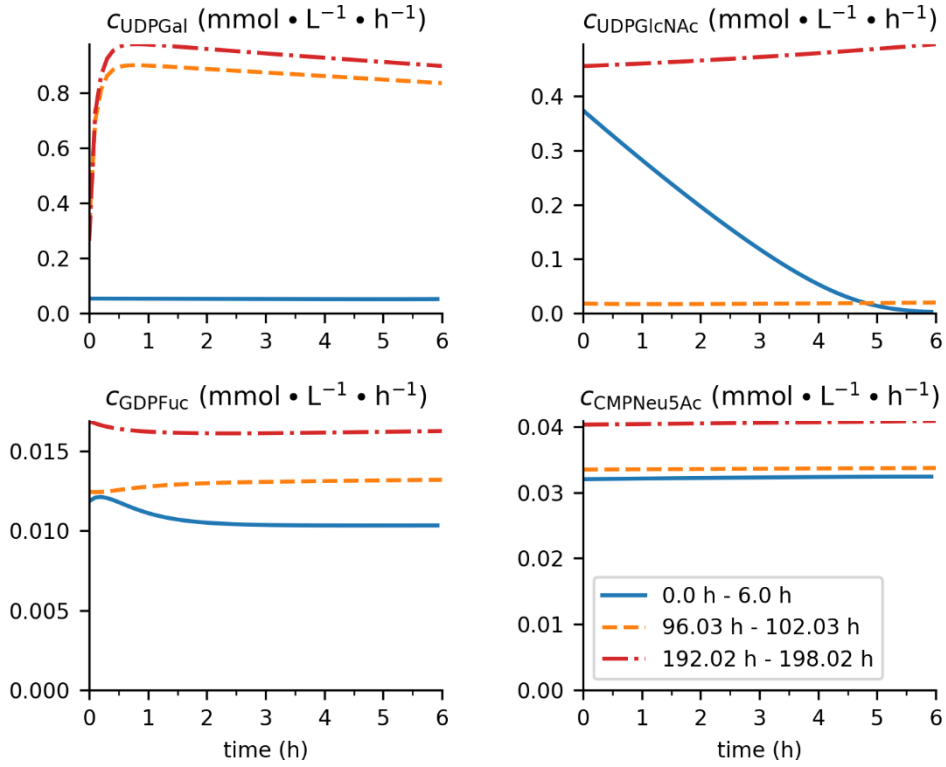 c_UDPGal (mmol • L⁻¹ • h⁻¹)
0.8
0.6
0.4
0.2
0.0
0 1 2 3 4 5 6
c_UDPGlcNAc (mmol • L⁻¹ • h⁻¹)
0.4
0.3
0.2
0.1
0.0
0 1 2 3 4 5 6
c_GDPFuc (mmol • L⁻¹ • h⁻¹)
0.015
0.010
0.005
0.000
0 1 2 3 4 5 6
time (h)
c_CMPNeu5Ac (mmol • L⁻¹ • h⁻¹)
0.04
0.03
0.02
0.01
0.00
0.0 h - 6.0 h
96.03 h - 102.03 h
192.02 h - 198.02 h
0 1 2 3 4 5 6
time (h)